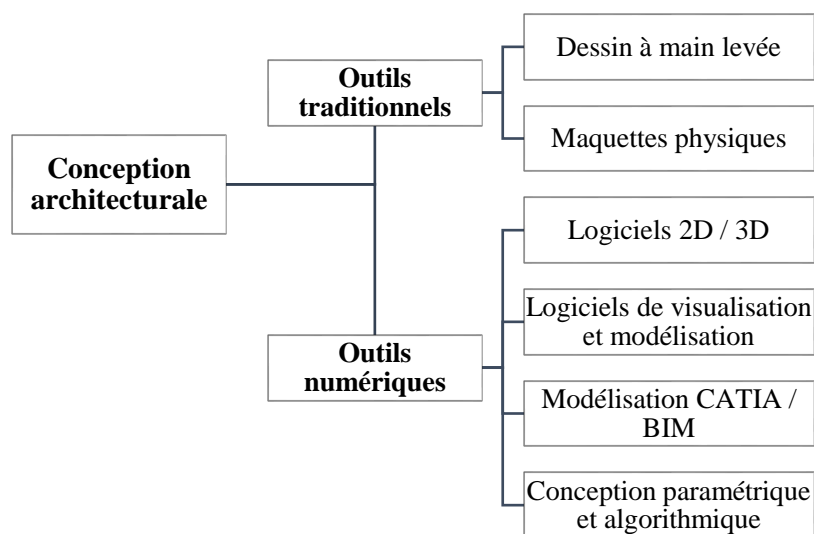 Conception
architecturale
Outils
traditionnels
Dessin à main levée
Maquettes physiques
Outils
numériques
Logiciels 2D / 3D
Logiciels de visualisation
et modélisation
Modélisation CATIA /
BIM
Conception paramétrique
et algorithmique